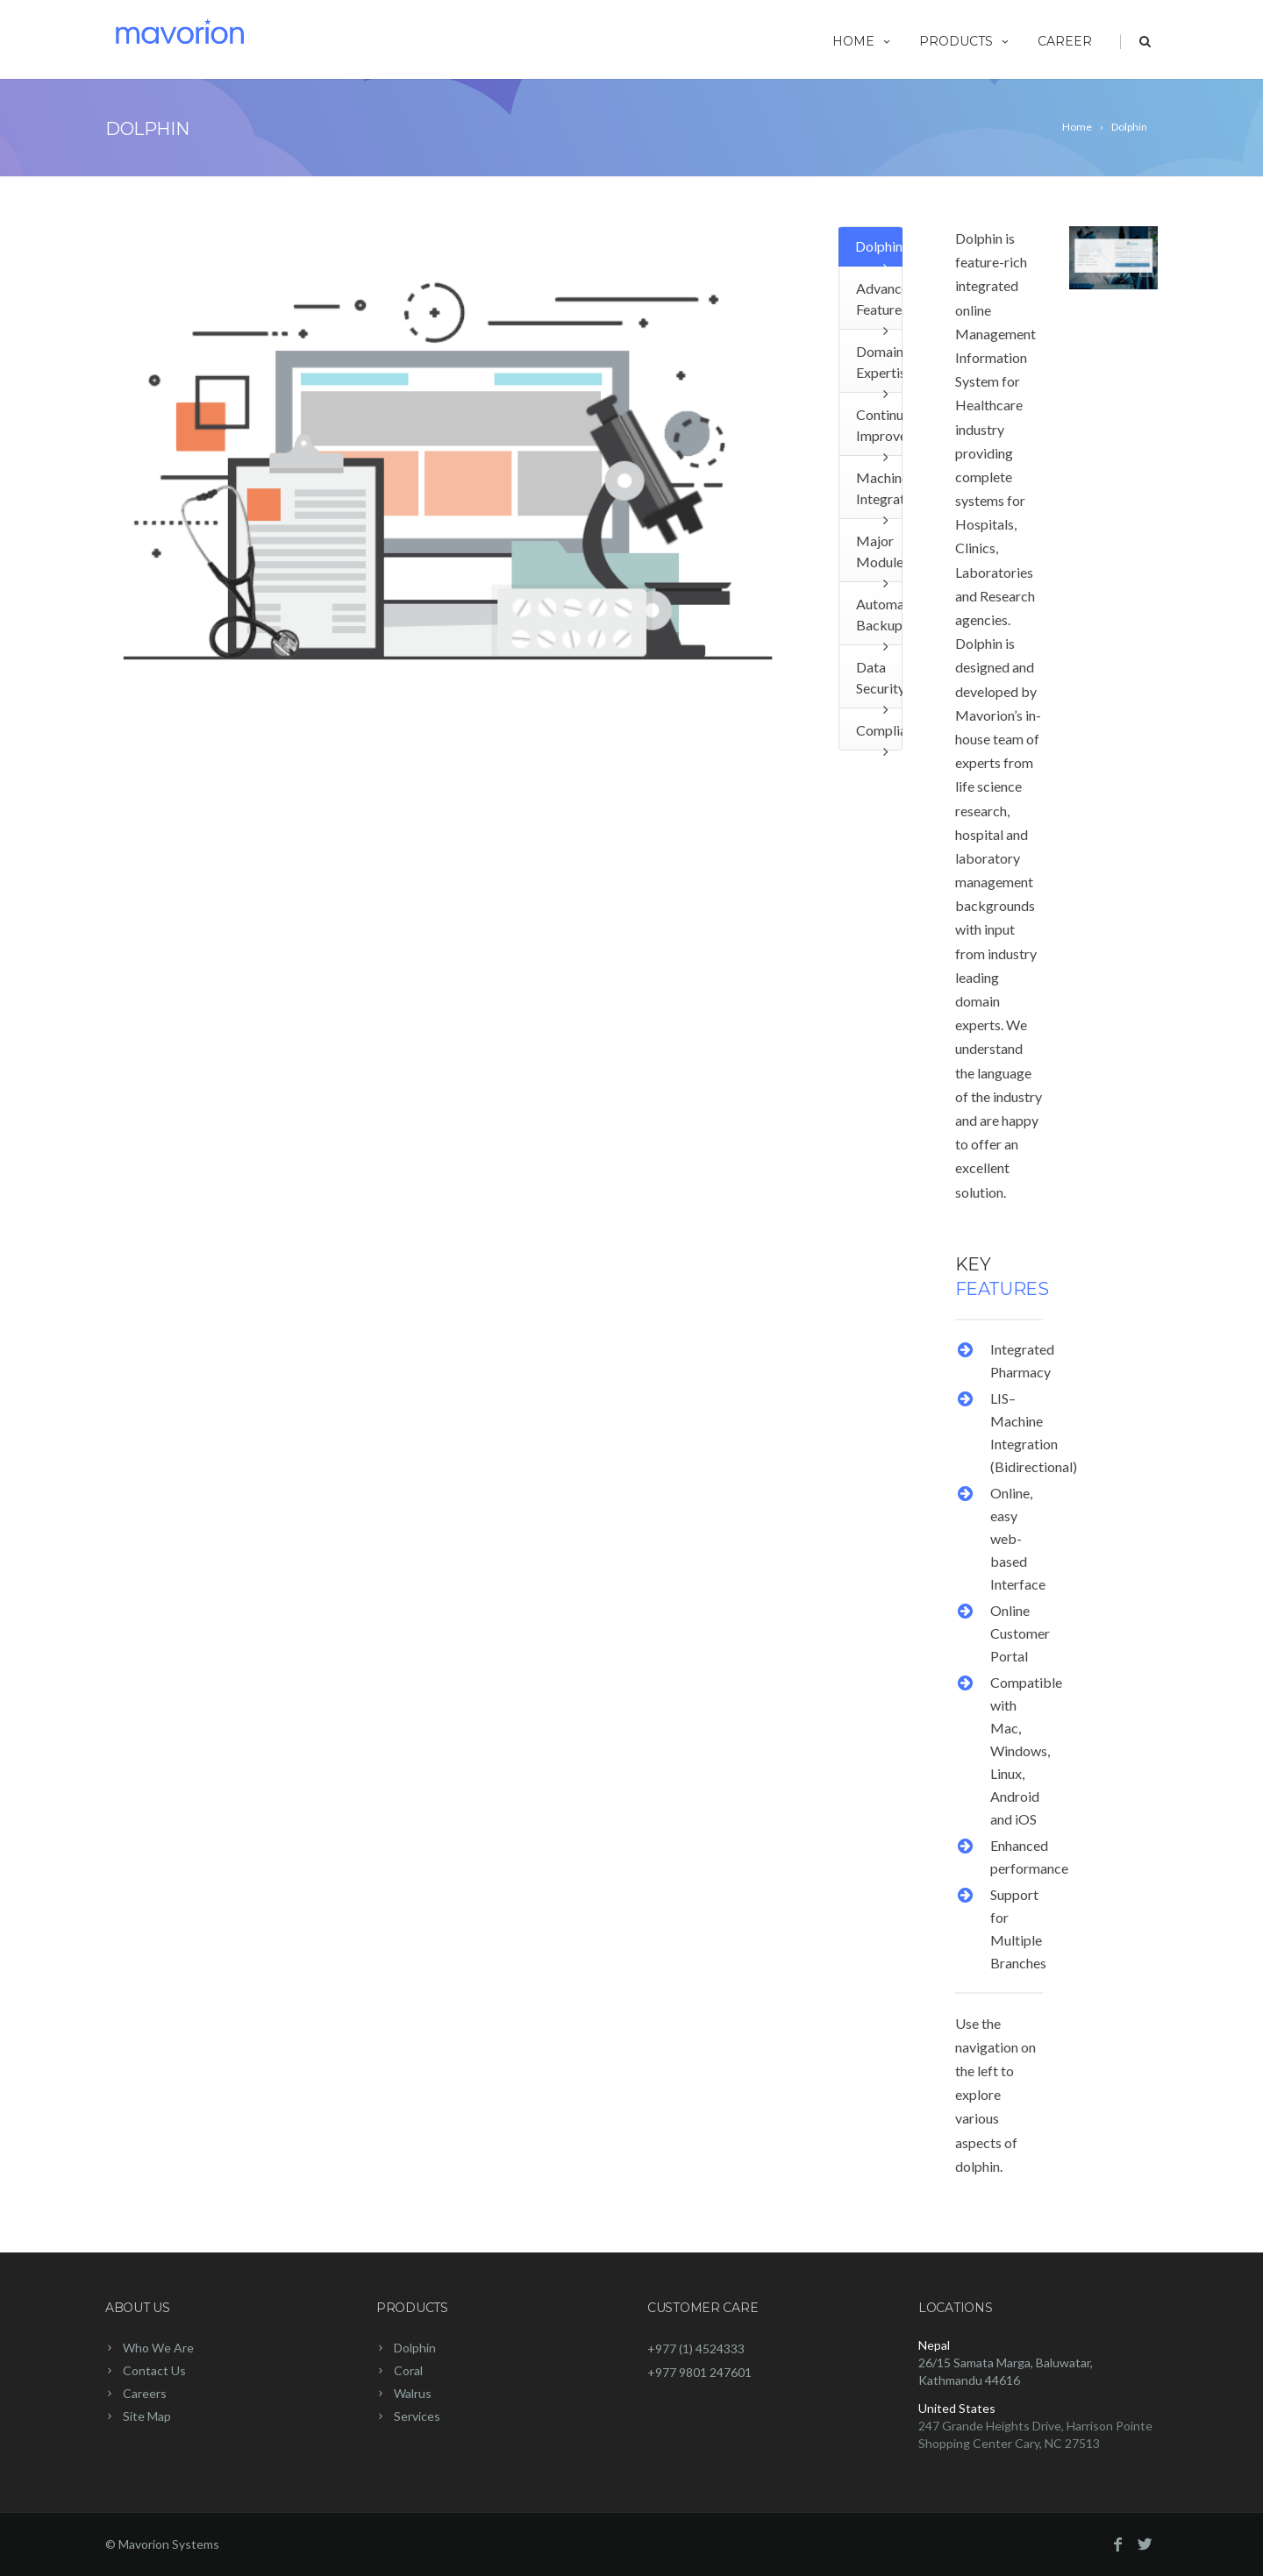 mavorion
HOME
PRODUCTS
CAREER
DOLPHIN
Home › Dolphin
Dolphin
Advanc
Feature
Domain
Expertis
Continu
Improve
Machin
Integrat
Major
Module
Automa
Backup
Data
Security
Complia
Dolphin is
feature-rich
integrated
online
Management
Information
System for
Healthcare
industry
providing
complete
systems for
Hospitals,
Clinics,
Laboratories
and Research
agencies.
Dolphin is
designed and
developed by
Mavorion’s in-
house team of
experts from
life science
research,
hospital and
laboratory
management
backgrounds
with input
from industry
leading
domain
experts. We
understand
the language
of the industry
and are happy
to offer an
excellent
solution.
KEY
FEATURES
Integrated
Pharmacy
LIS–
Machine
Integration
(Bidirectional)
Online,
easy
web-
based
Interface
Online
Customer
Portal
Compatible
with
Mac,
Windows,
Linux,
Android
and iOS
Enhanced
performance
Support
for
Multiple
Branches
Use the
navigation on
the left to
explore
various
aspects of
dolphin.
ABOUT US
Who We Are
Contact Us
Careers
Site Map
PRODUCTS
Dolphin
Coral
Walrus
Services
CUSTOMER CARE
+977 (1) 4524333
+977 9801 247601
LOCATIONS
Nepal
26/15 Samata Marga, Baluwatar,
Kathmandu 44616
United States
247 Grande Heights Drive, Harrison Pointe
Shopping Center Cary, NC 27513
© Mavorion Systems